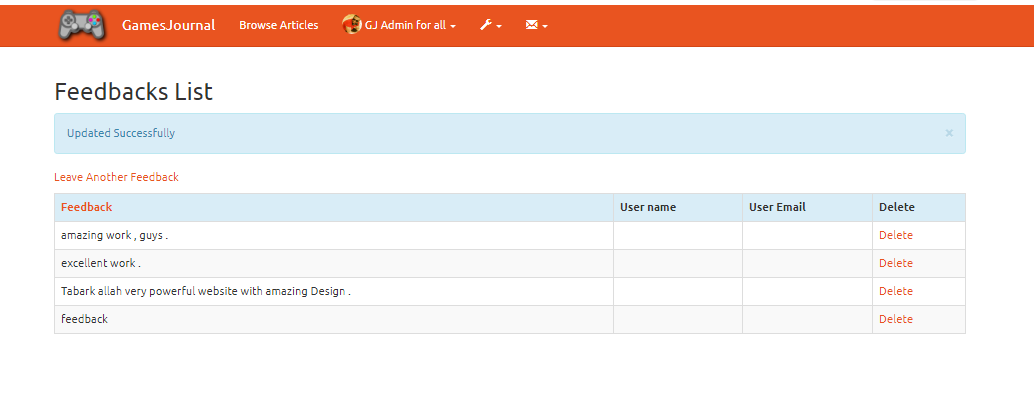 GamesJournal Browse Articles GJ Admin for all
Feedbacks List
Updated Successfully ×
Leave Another Feedback
Feedback User name User Email Delete
amazing work , guys . Delete
excellent work . Delete
Tabark allah very powerful website with amazing Design . Delete
feedback Delete